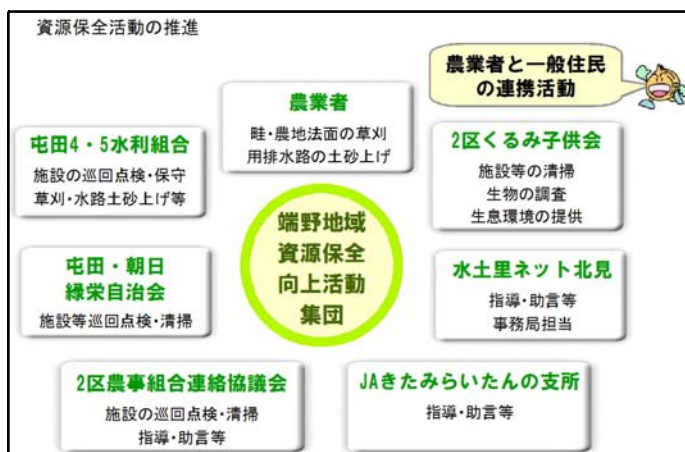 資源保全活動の推進
農業者と一般住民
の連携活動
農業者
畦・農地法面の草刈
用排水路の土砂上げ
屯田4・5水利組合
施設の巡回点検・保守
草刈・水路土砂上げ等
2区くるみ子供会
施設等の清掃
生物の調査
生息環境の提供
端野地域
資源保全
向上活動
集団
屯田・朝日
緑栄自治会
施設等巡回点検・清掃
水土里ネット北見
指導・助言等
事務局担当
2区農事組合連絡協議会
施設の巡回点検・清掃
指導・助言等
JAきたみらいたんの支所
指導・助言等